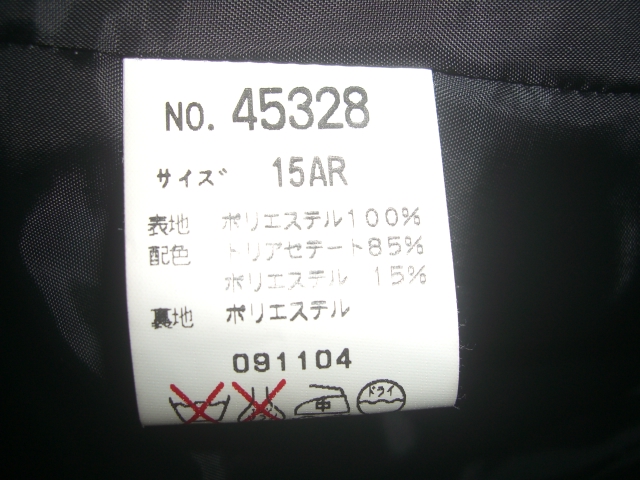 NO. 45328
サイズ 15AR
表地 ポリエステル100%
配色 トリアセテート85%
ポリエステル 15%
裏地 ポリエステル
091104
中 ドライ